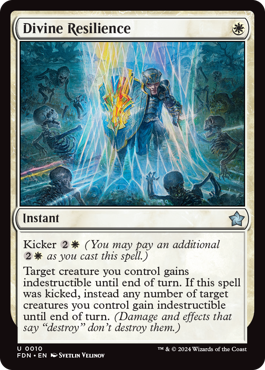 Divine Resilience
Instant
Kicker 2 (You may pay an additional
2 as you cast this spell.)
Target creature you control gains
indestructible until end of turn. If this
spell was kicked, instead any number of target
creatures you control gain indestructible
until end of turn. (Damage and effects that
say “destroy” don’t destroy them.)
U 0010
FDN • EN SVETLIN VELINOV
™ & © 2024 Wizards of the Coast